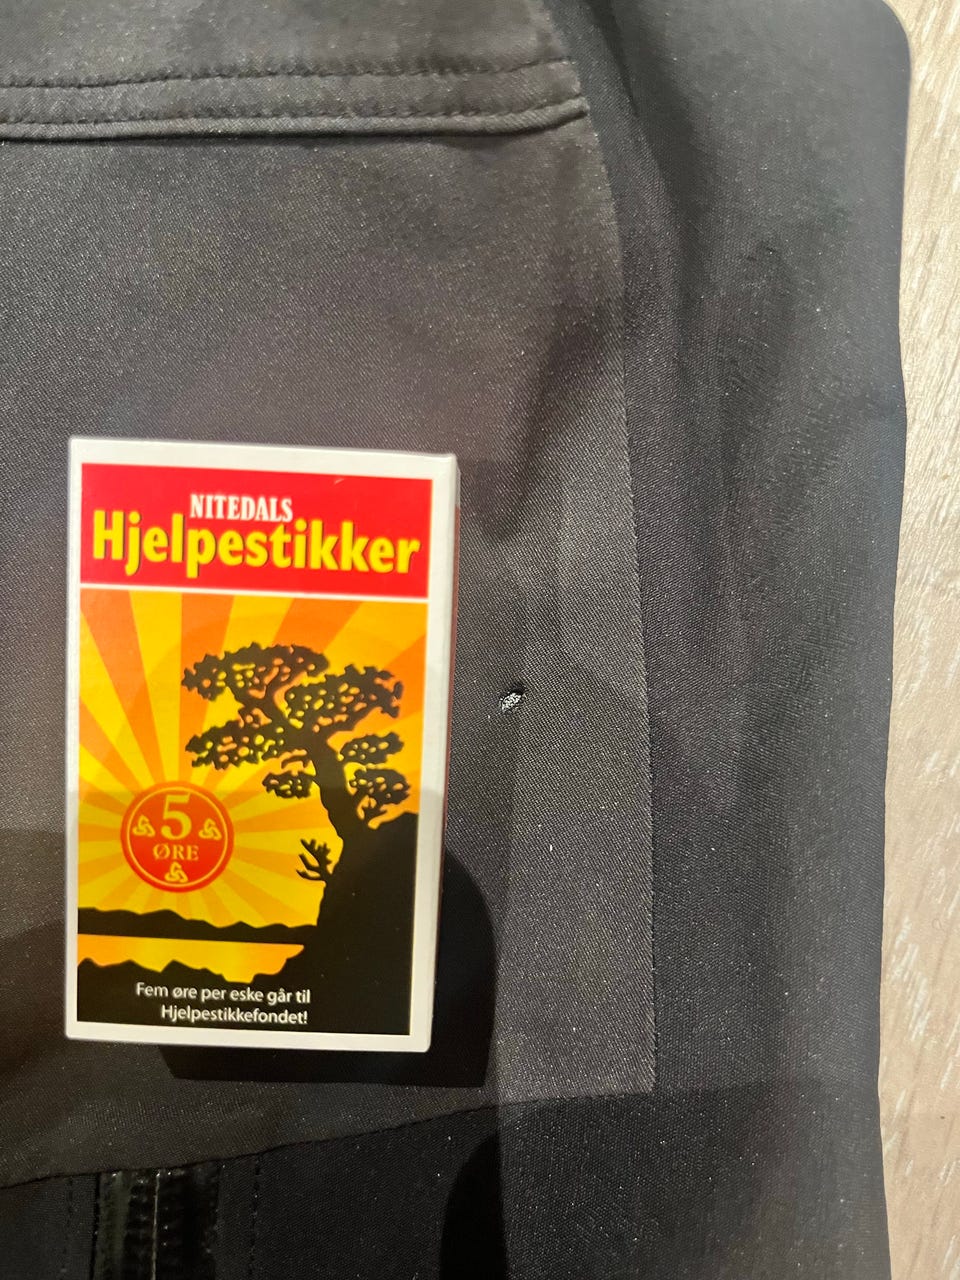 NITEDALS
Hjelpestikker
5
ØRE
Fem øre per eske går til
Hjelpestikkefondet!